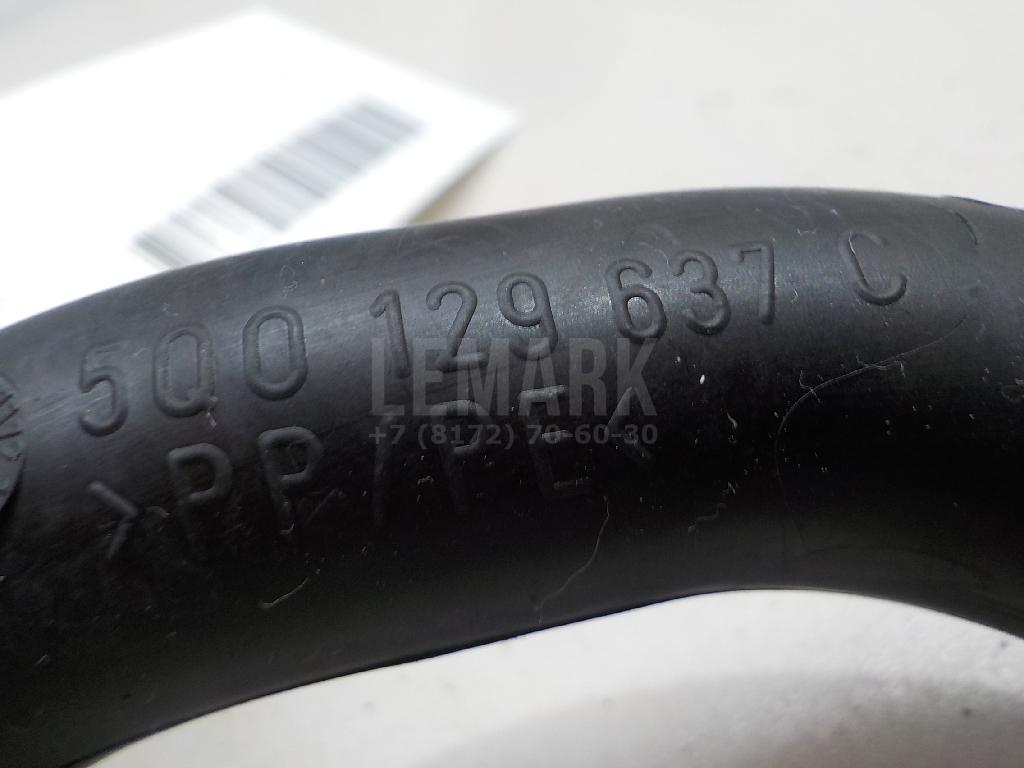 5Q0 129 637 C
LEMARK
+7 (8172) 70-60-30
>PP/PE<